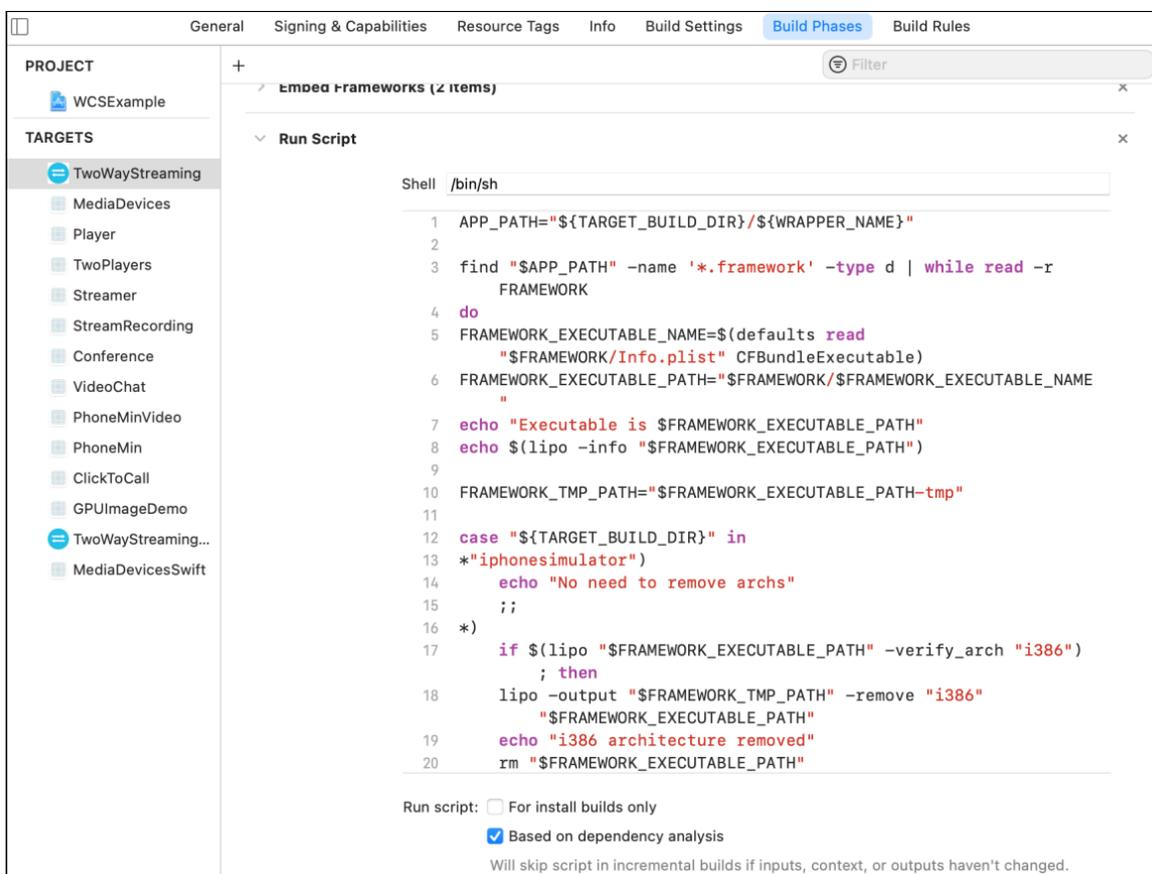 General Signing & Capabilities Resource Tags Info Build Settings Build Phases Build Rules
PROJECT
WCSExample
TARGETS
TwoWayStreaming
MediaDevices
Player
TwoPlayers
Streamer
StreamRecording
Conference
VideoChat
PhoneMinVideo
PhoneMin
ClickToCall
GPUImageDemo
TwoWayStreaming...
MediaDevicesSwift
+ Filter
Embed Frameworks (2 items) ×
Run Script ×
Shell /bin/sh
1 APP_PATH="${TARGET_BUILD_DIR}/${WRAPPER_NAME}"
2
3 find "$APP_PATH" -name '*.framework' -type d | while read -r
FRAMEWORK
4 do
5 FRAMEWORK_EXECUTABLE_NAME=$(defaults read
"$FRAMEWORK/Info.plist" CFBundleExecutable)
6 FRAMEWORK_EXECUTABLE_PATH="$FRAMEWORK/$FRAMEWORK_EXECUTABLE_NAME
"
7 echo "Executable is $FRAMEWORK_EXECUTABLE_PATH"
8 echo $(lipo -info "$FRAMEWORK_EXECUTABLE_PATH")
9
10 FRAMEWORK_TMP_PATH="$FRAMEWORK_EXECUTABLE_PATH-tmp"
11
12 case "${TARGET_BUILD_DIR}" in
13 *"iphonesimulator")
14 echo "No need to remove archs"
15 ;;
16 *)
17 if $(lipo "$FRAMEWORK_EXECUTABLE_PATH" -verify_arch "i386")
; then
18 lipo -output "$FRAMEWORK_TMP_PATH" -remove "i386"
"$FRAMEWORK_EXECUTABLE_PATH"
19 echo "i386 architecture removed"
20 rm "$FRAMEWORK_EXECUTABLE_PATH"
Run script: For install builds only
Based on dependency analysis
Will skip script in incremental builds if inputs, context, or outputs haven't changed.